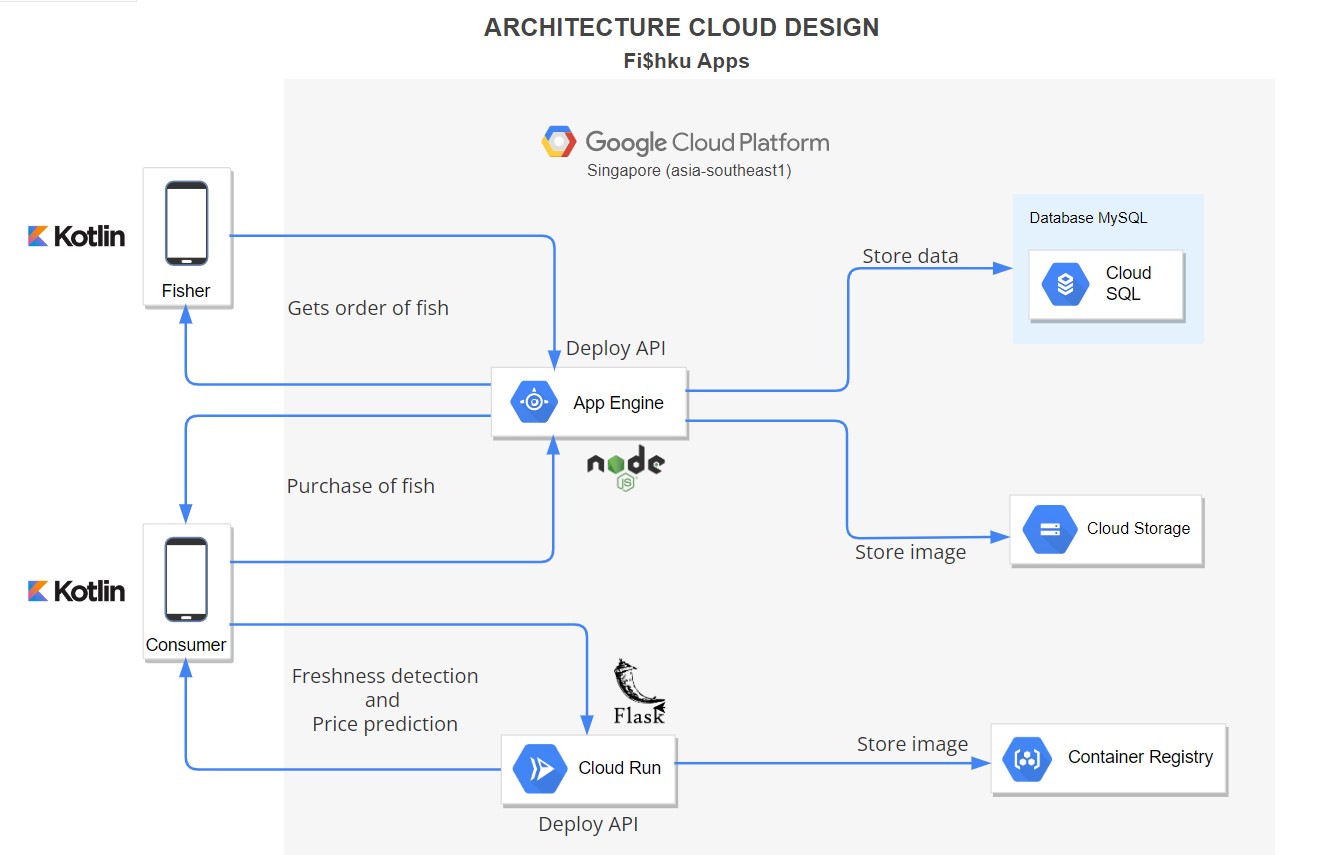 ARCHITECTURE CLOUD DESIGN
Fi$hku Apps
Google Cloud Platform
Singapore (asia-southeast1)
Kotlin
Fisher
Database MySQL
Cloud
SQL
Store data
Gets order of fish
Deploy API
App Engine
node
JS
Purchase of fish
Cloud Storage
Store image
Kotlin
Consumer
Freshness detection
and
Price prediction
Flask
Cloud Run
Deploy API
Store image
Container Registry